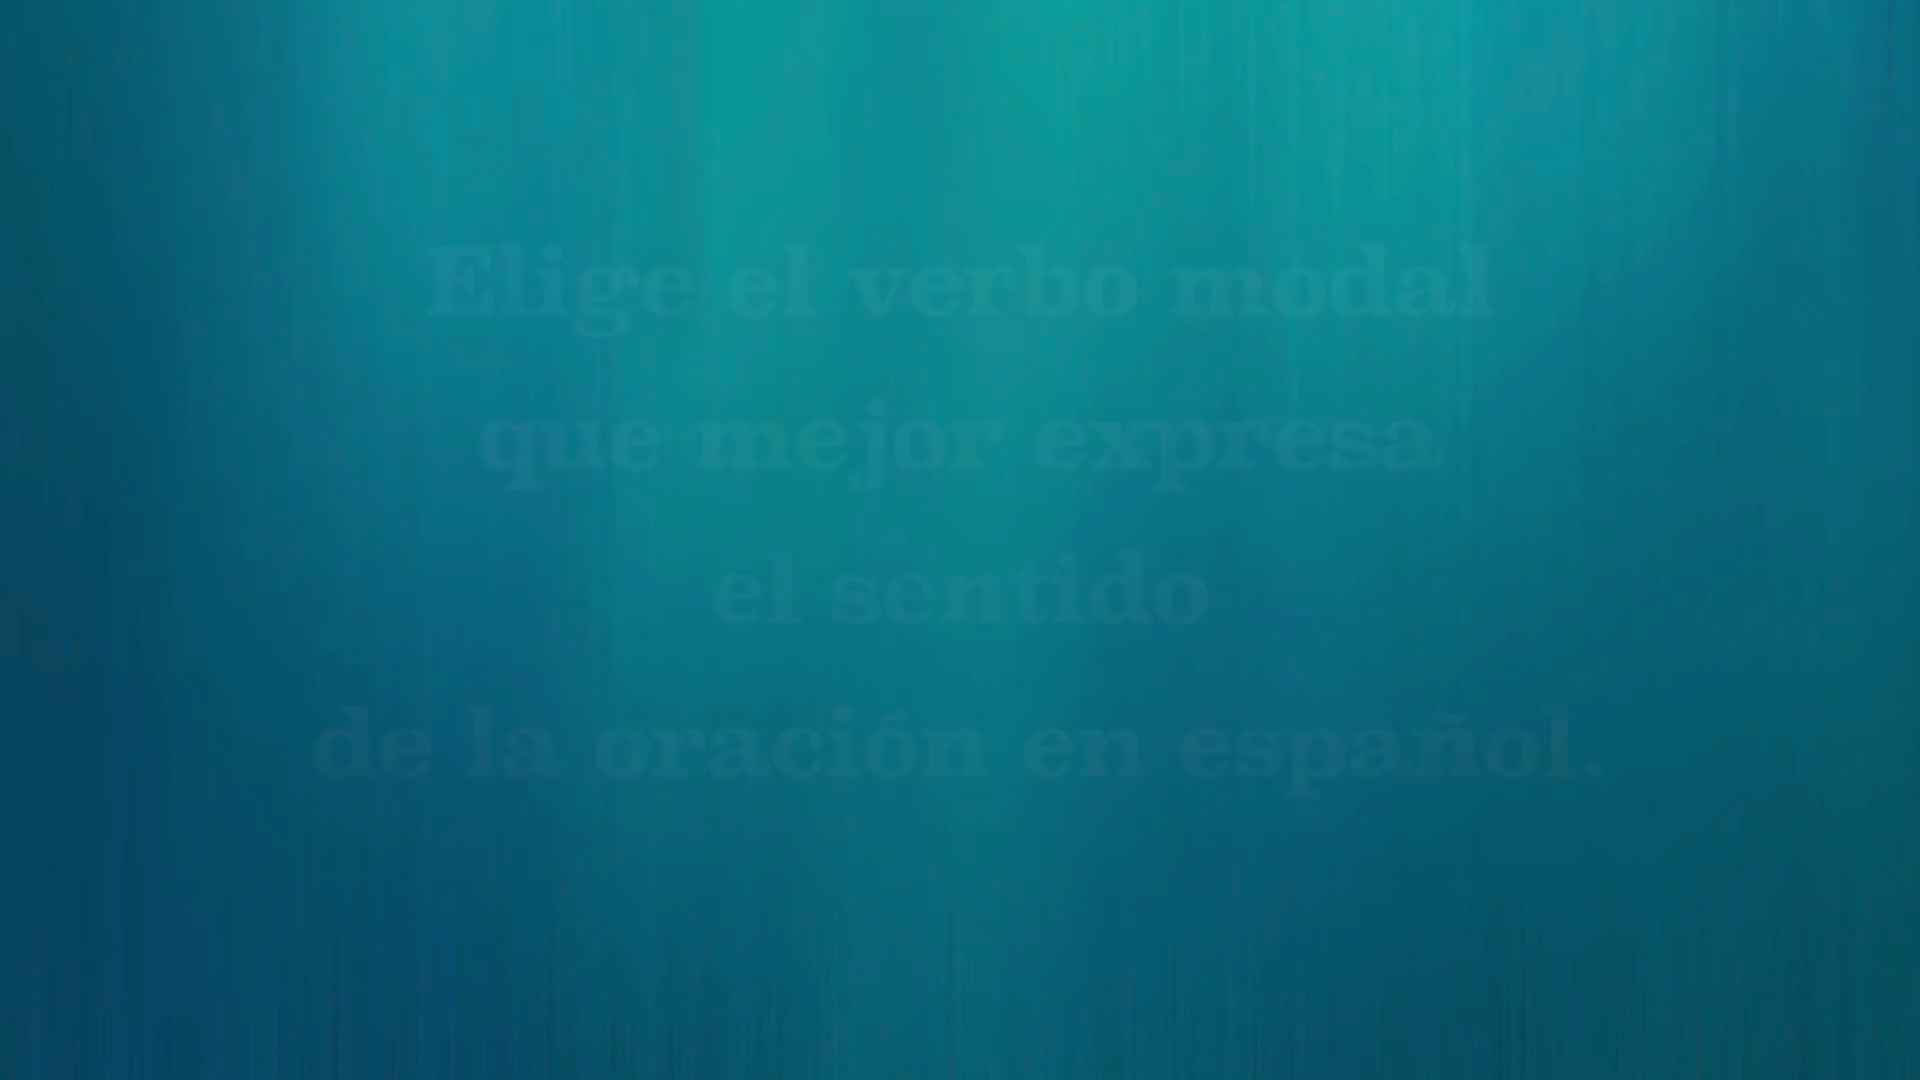 Elige el verbo modal
que mejor expresa
el sentido
de la oración en español.